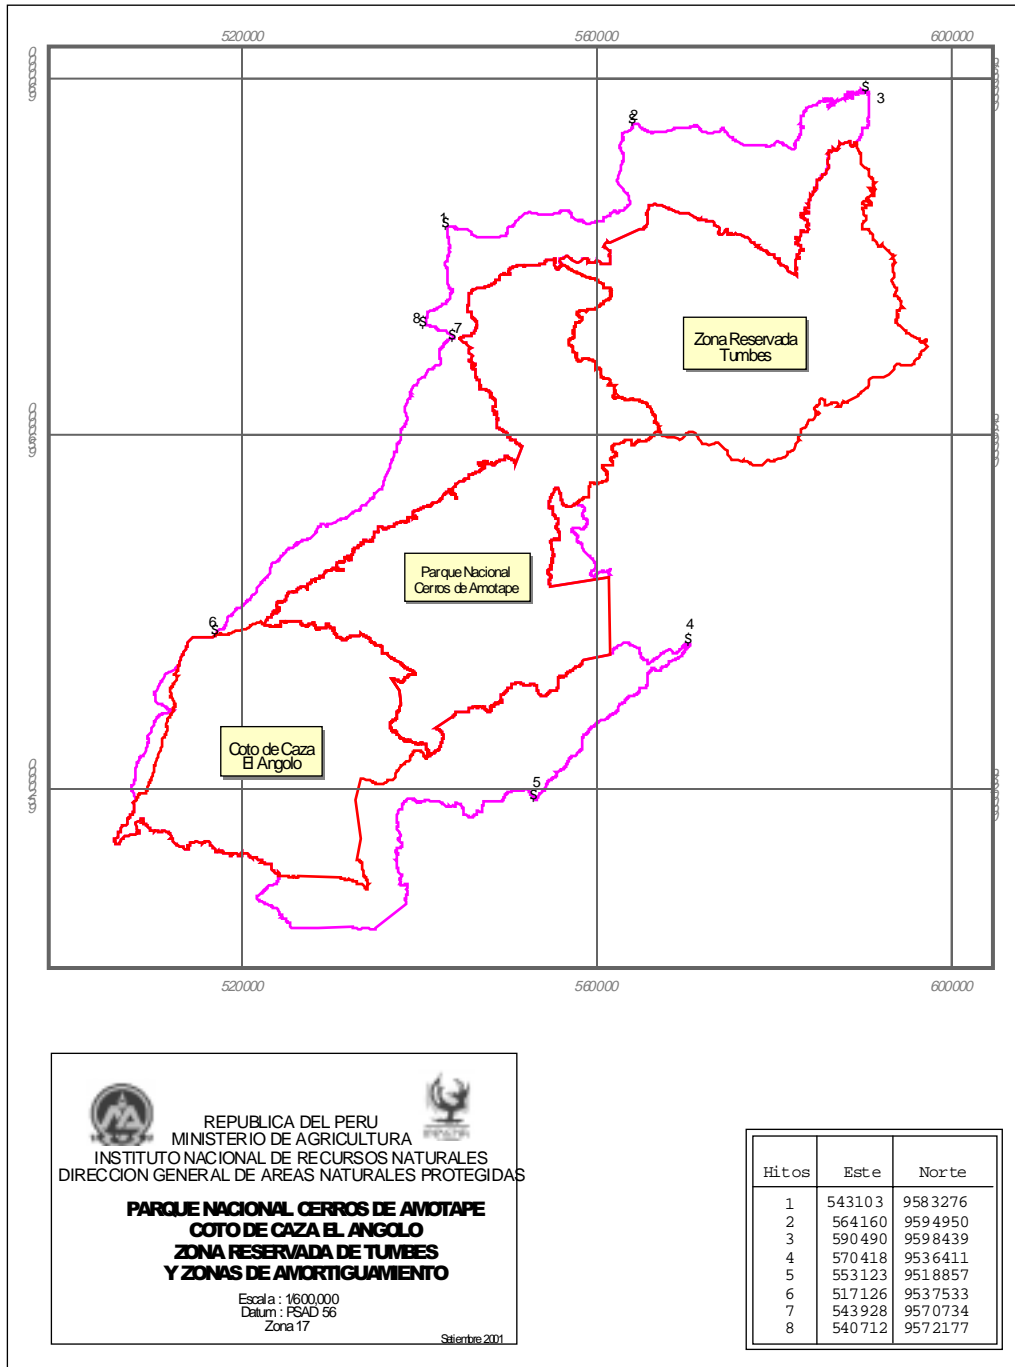 520000 560000 600000
9600000
2
$
$
3
1
$
8
$
$
7
Zona Reservada
Tumbes
9560000
Parque Nacional
Cerros de Amotape
6
$
4
$
Coto de Caza
El Angolo
9520000
5
$
520000 560000 600000
REPUBLICA DEL PERU
MINISTERIO DE AGRICULTURA
INSTITUTO NACIONAL DE RECURSOS NATURALES
DIRECCION GENERAL DE AREAS NATURALES PROTEGIDAS
PARQUE NACIONAL CERROS DE AMOTAPE
COTO DE CAZA EL ANGOLO
ZONA RESERVADA DE TUMBES
Y ZONAS DE AMORTIGUAMIENTO
Escala : 1/600,000
Datum : PSAD 56
Zona 17
Setiembre 2001
Hitos Este Norte
1 543103 9583276
2 564160 9594950
3 590490 9598439
4 570418 9536411
5 553123 9518857
6 517126 9537533
7 543928 9570734
8 540712 9572177